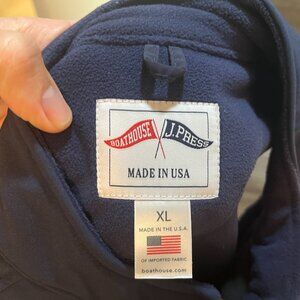 BOATHOUSE J.PRESS
MADE IN USA
XL
MADE IN THE U.S.A
OF IMPORTED FABRIC
boathouse.com